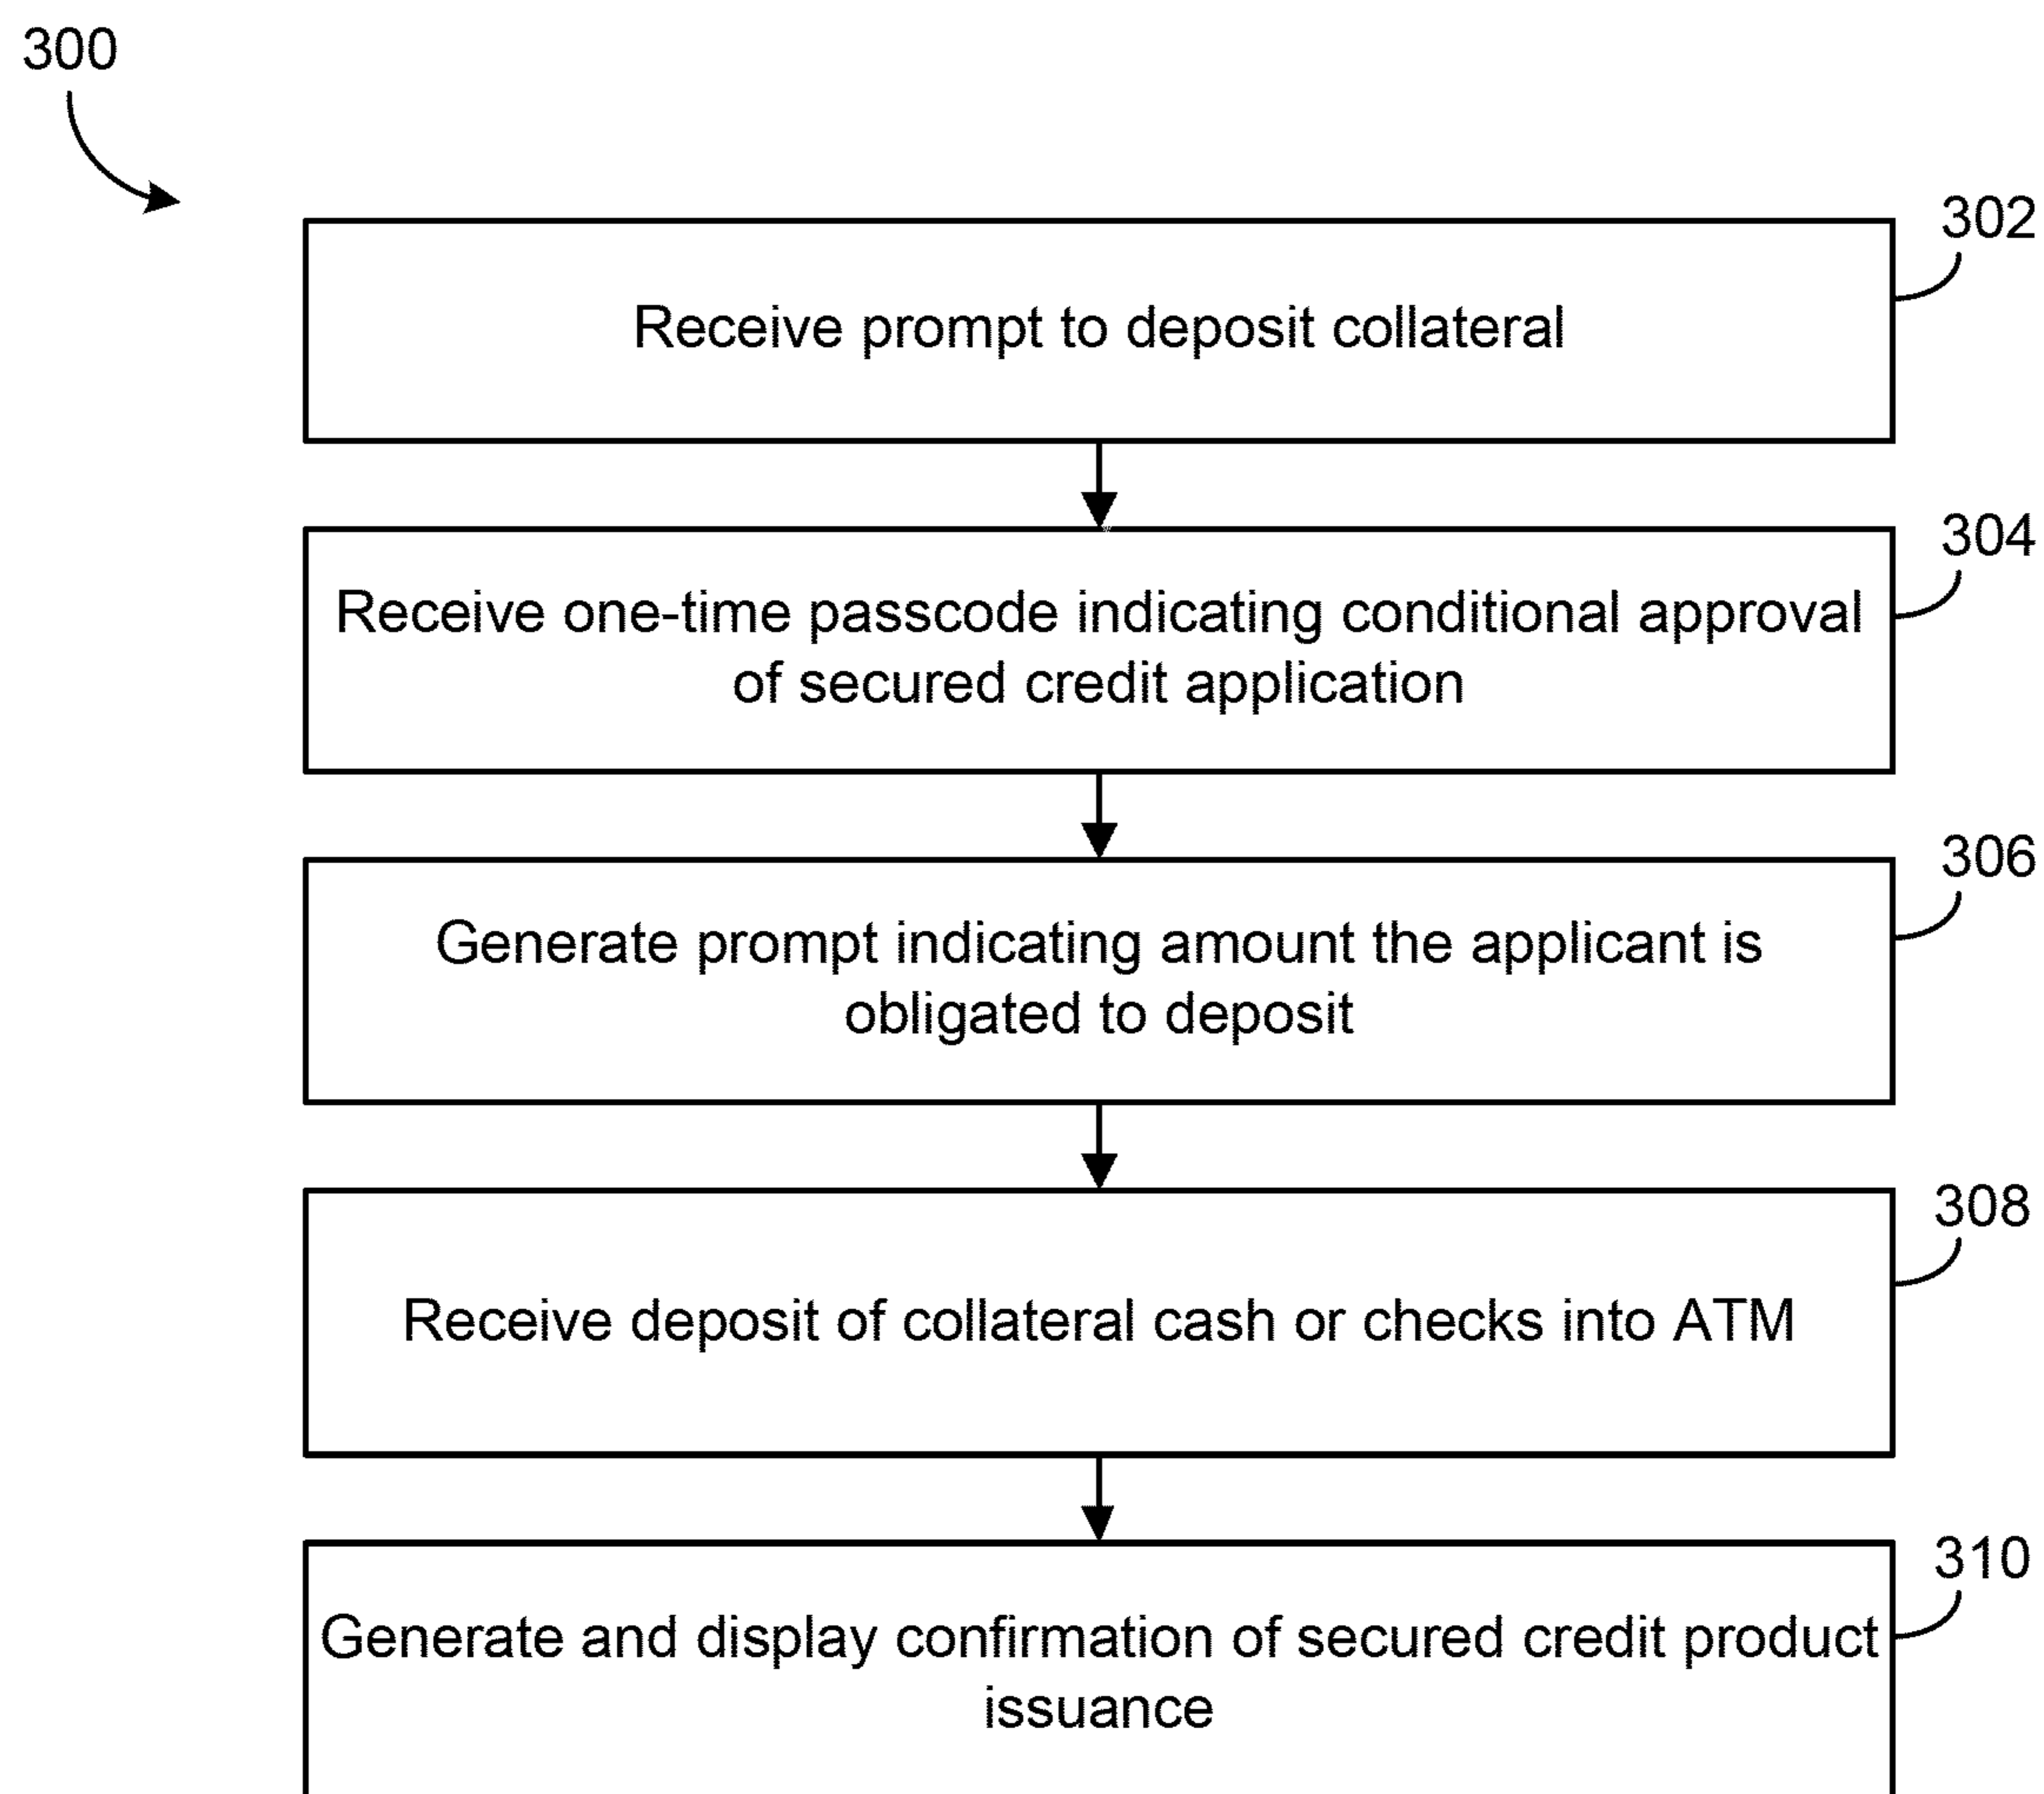 300
302
Receive prompt to deposit collateral
304
Receive one-time passcode indicating conditional approval
of secured credit application
306
Generate prompt indicating amount the applicant is
obligated to deposit
308
Receive deposit of collateral cash or checks into ATM
310
Generate and display confirmation of secured credit product
issuance